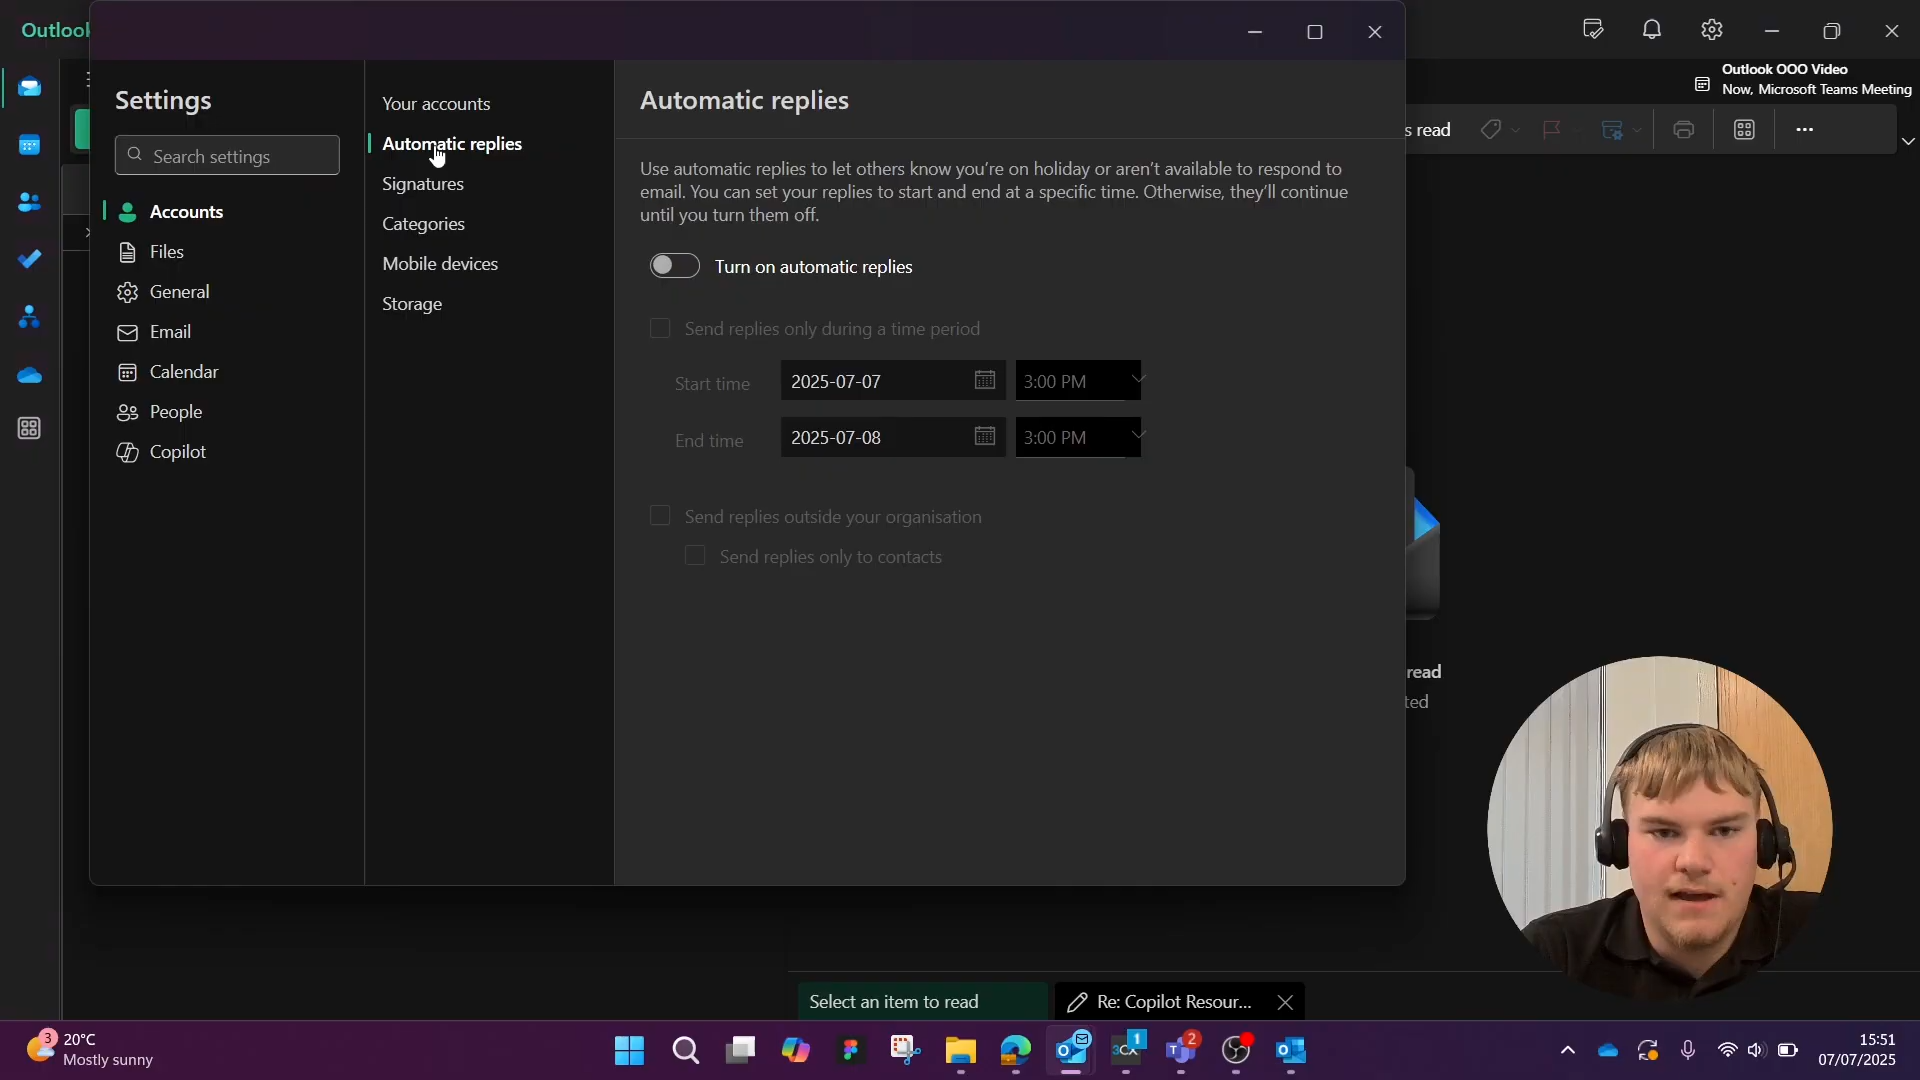 Outlook
Outlook OOO Video
Now, Microsoft Teams Meeting
s read
Settings
Search settings
Accounts
Files
General
Email
Calendar
People
Copilot
Your accounts
Automatic replies
Signatures
Categories
Mobile devices
Storage
Automatic replies
Use automatic replies to let others know you're on holiday or aren't available to respond to
email. You can set your replies to start and end at a specific time. Otherwise, they'll continue
until you turn them off.
Turn on automatic replies
Send replies only during a time period
Start time 2025-07-07 3:00 PM
End time 2025-07-08 3:00 PM
Send replies outside your organisation
Send replies only to contacts
read
ted
Select an item to read
Re: Copilot Resour...
3
20°C
Mostly sunny
3CX
1
2
15:51
07/07/2025